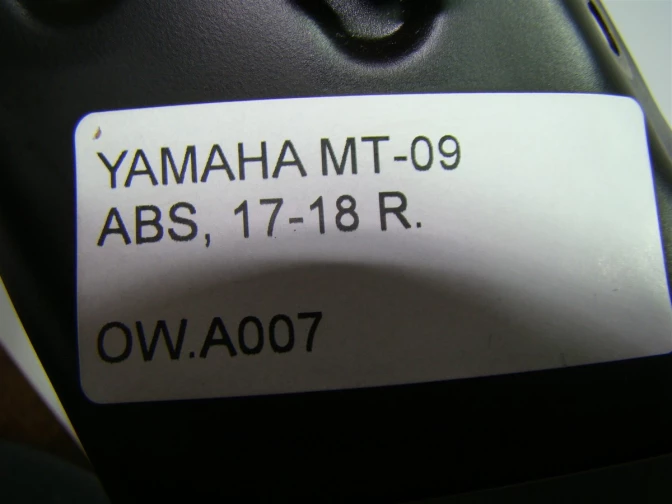 YAMAHA MT-09
ABS, 17-18 R.
OW.A007